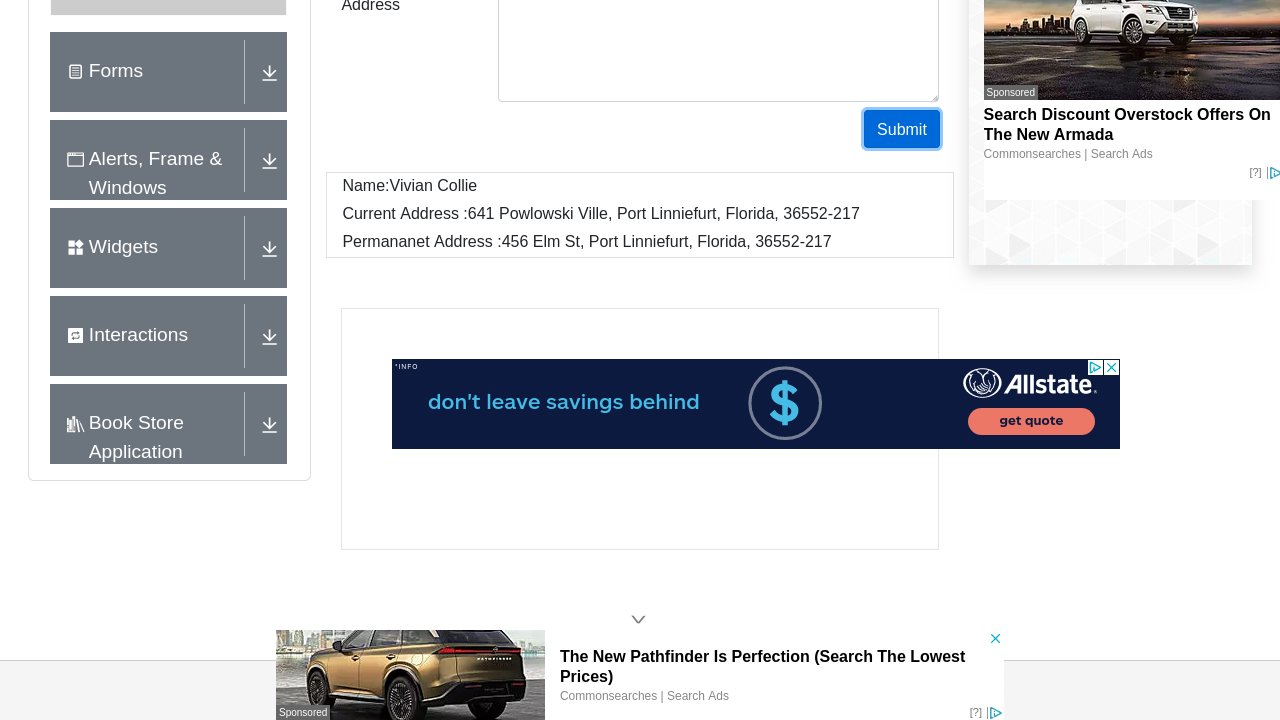 Address
Forms
Alerts, Frame &
Windows
Widgets
Interactions
Book Store
Application
Submit
Name:Vivian Collie
Current Address :641 Powlowski Ville, Port Linniefurt, Florida, 36552-217
Permananet Address :456 Elm St, Port Linniefurt, Florida, 36552-217
Sponsored
Search Discount Overstock Offers On
The New Armada
Commonsearches | Search Ads
[?]
*INFO
don't leave savings behind
$
Allstate
get quote
PATHFINDER
Sponsored
The New Pathfinder Is Perfection (Search The Lowest
Prices)
Commonsearches | Search Ads
[?]